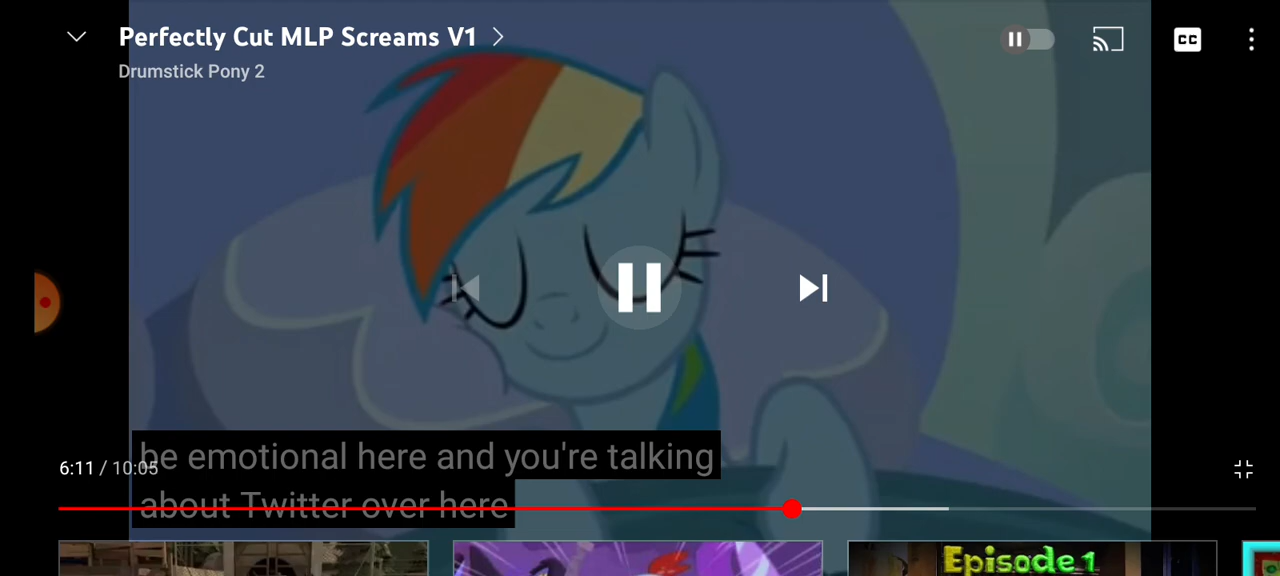 Perfectly Cut MLP Screams V1
Drumstick Pony 2
CC
be emotional here and you're talking
6:11 / 10:05
about Twitter over here
Episode 1